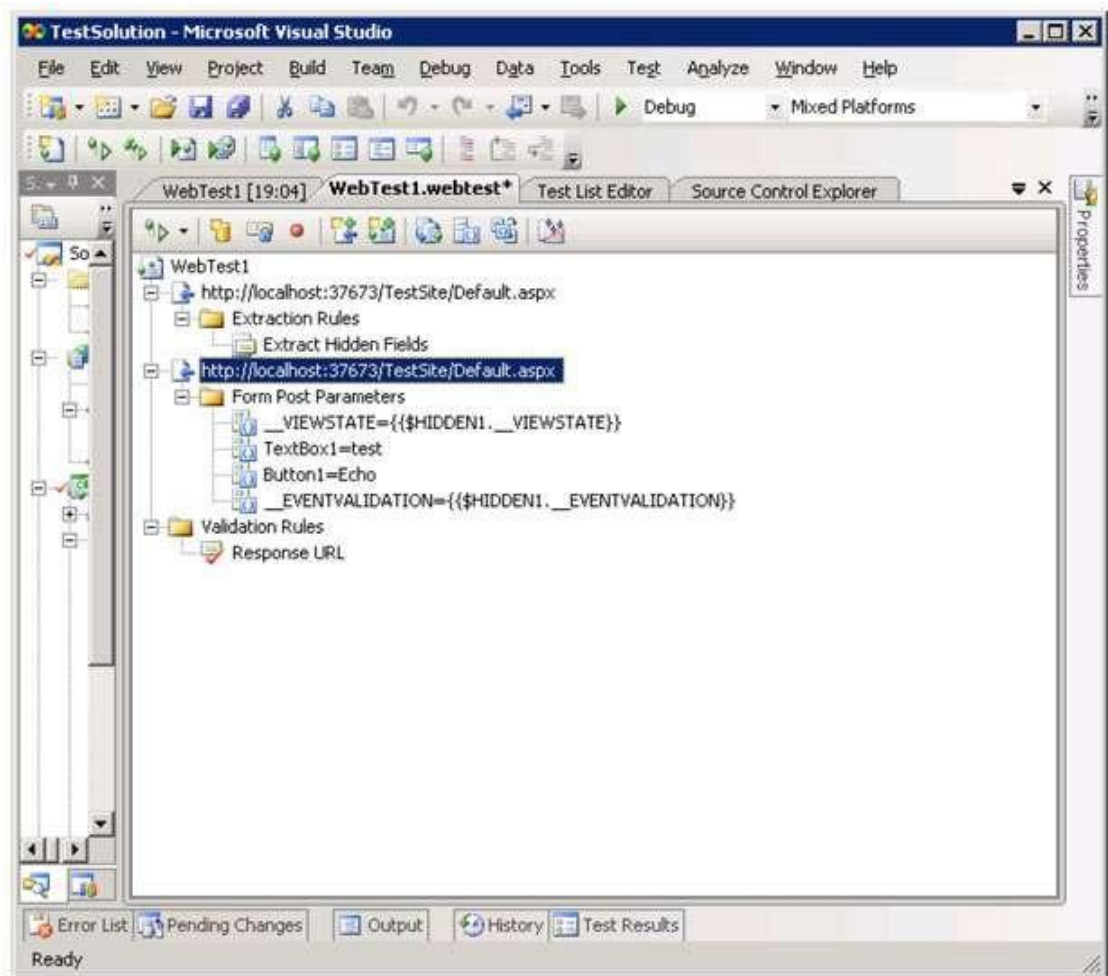 TestSolution - Microsoft Visual Studio
File Edit View Project Build Team Debug Data Tools Test Analyze Window Help
Debug Mixed Platforms
WebTest1 [19:04] WebTest1.webtest* Test List Editor Source Control Explorer
Properties
So
WebTest1
http://localhost:37673/TestSite/Default.aspx
Extraction Rules
Extract Hidden Fields
http://localhost:37673/TestSite/Default.aspx
Form Post Parameters
__VIEWSTATE={{$HIDDEN1.__VIEWSTATE}}
TextBox1=test
Button1=Echo
__EVENTVALIDATION={{$HIDDEN1.__EVENTVALIDATION}}
Validation Rules
Response URL
Error List Pending Changes Output History Test Results
Ready